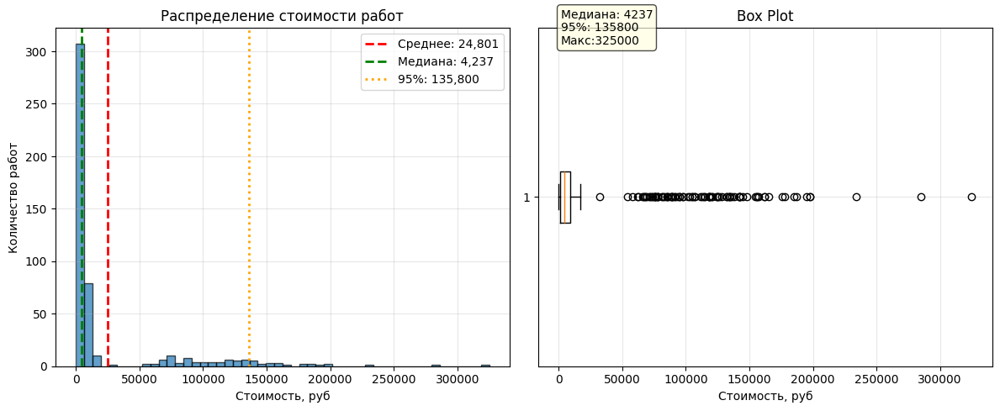 Распределение стоимости работ
Среднее: 24,801
Медиана: 4,237
95%: 135,800
Количество работ
300
250
200
150
100
50
0
0 50000 100000 150000 200000 250000 300000
Стоимость, руб
Box Plot
Медиана: 4237
95%: 135800
Макс:325000
1
0 50000 100000 150000 200000 250000 300000
Стоимость, руб